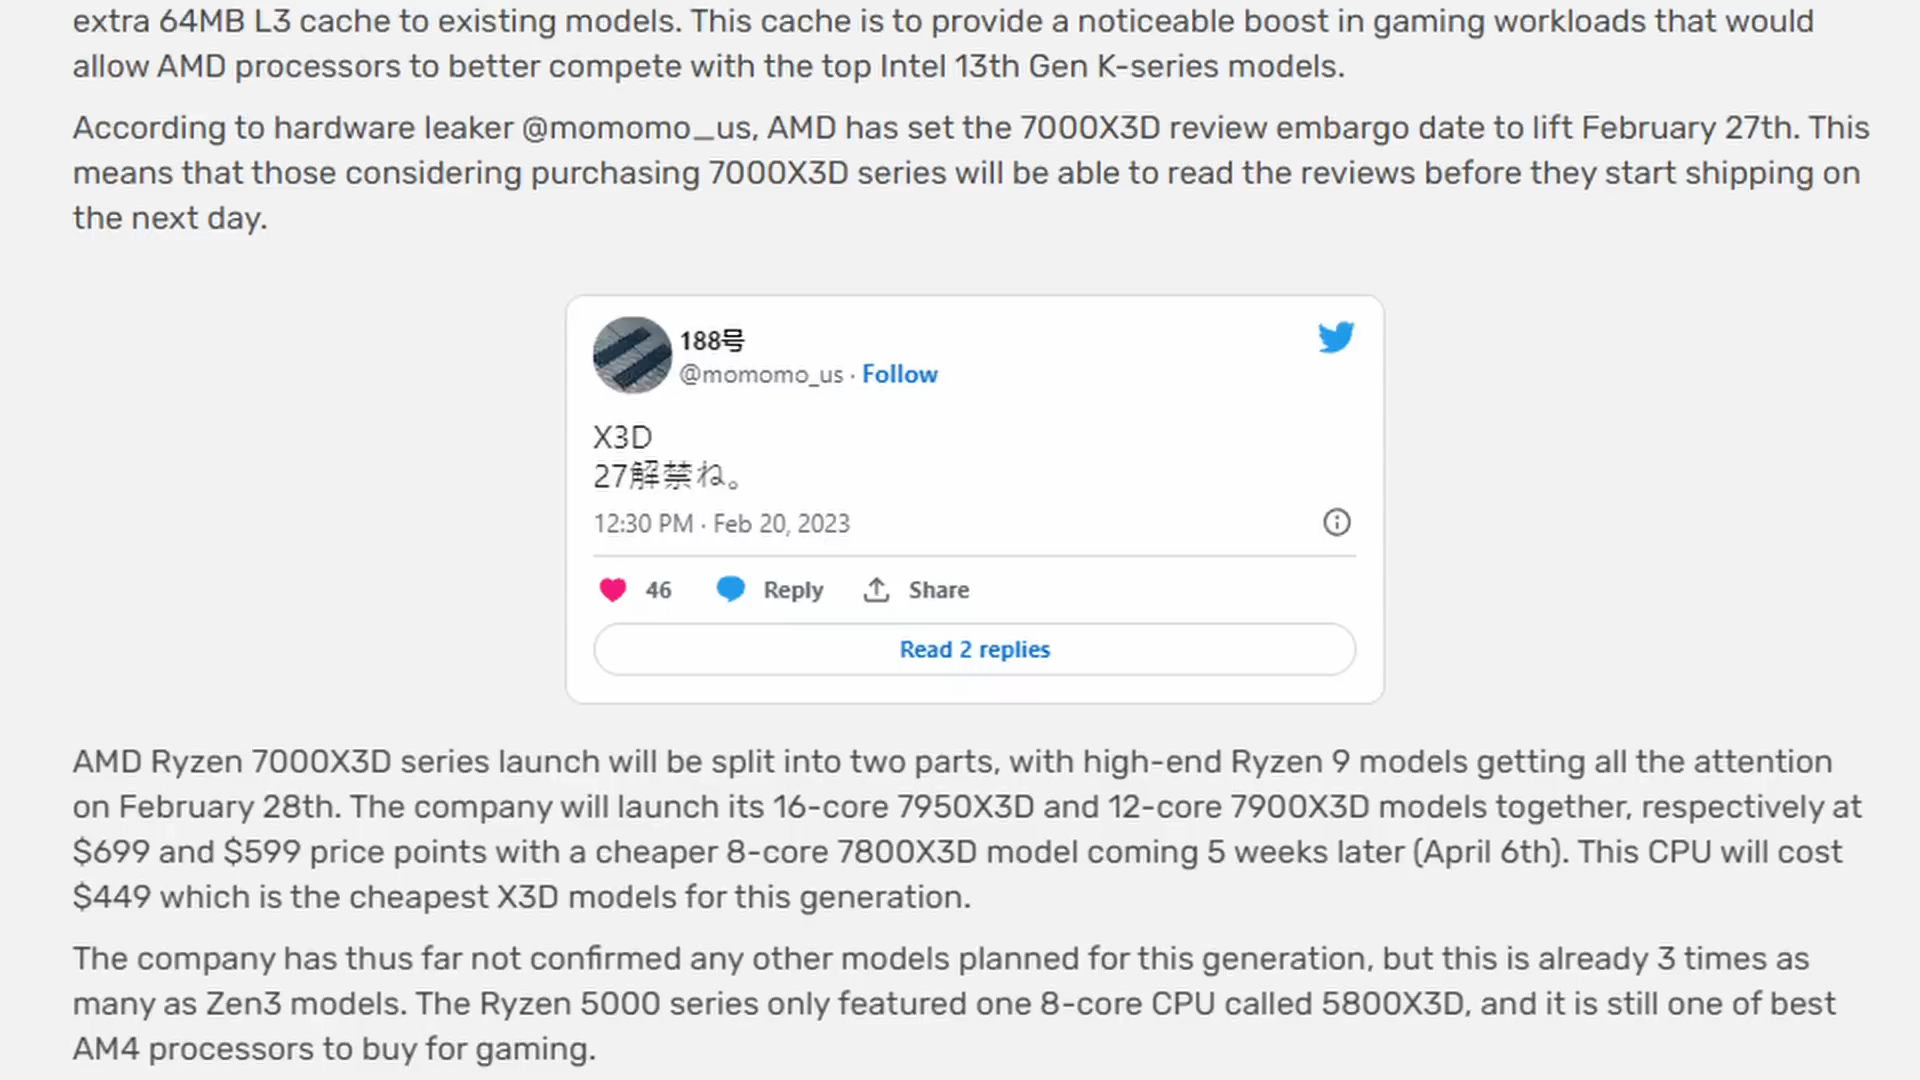 extra 64MB L3 cache to existing models. This cache is to provide a noticeable boost in gaming workloads that would
allow AMD processors to better compete with the top Intel 13th Gen K-series models.
According to hardware leaker @momomo_us, AMD has set the 7000X3D review embargo date to lift February 27th. This
means that those considering purchasing 7000X3D series will be able to read the reviews before they start shipping on
the next day.
188号
@momomo_us · Follow
X3D
27解禁ね。
12:30 PM · Feb 20, 2023
46 Reply Share
Read 2 replies
AMD Ryzen 7000X3D series launch will be split into two parts, with high-end Ryzen 9 models getting all the attention
on February 28th. The company will launch its 16-core 7950X3D and 12-core 7900X3D models together, respectively at
$699 and $599 price points with a cheaper 8-core 7800X3D model coming 5 weeks later (April 6th). This CPU will cost
$449 which is the cheapest X3D models for this generation.
The company has thus far not confirmed any other models planned for this generation, but this is already 3 times as
many as Zen3 models. The Ryzen 5000 series only featured one 8-core CPU called 5800X3D, and it is still one of best
AM4 processors to buy for gaming.